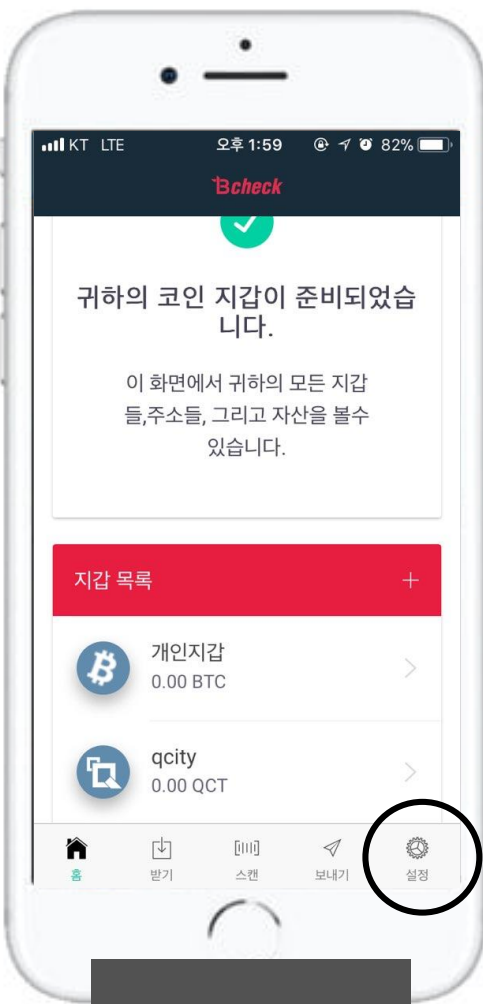 KT LTE 오후 1:59 82%
Bcheck
귀하의 코인 지갑이 준비되었습
니다.
이 화면에서 귀하의 모든 지갑
들,주소들, 그리고 자산을 볼수
있습니다.
지갑 목록 +
개인지갑
0.00 BTC
qcity
0.00 QCT
홈 받기 스캔 보내기 설정